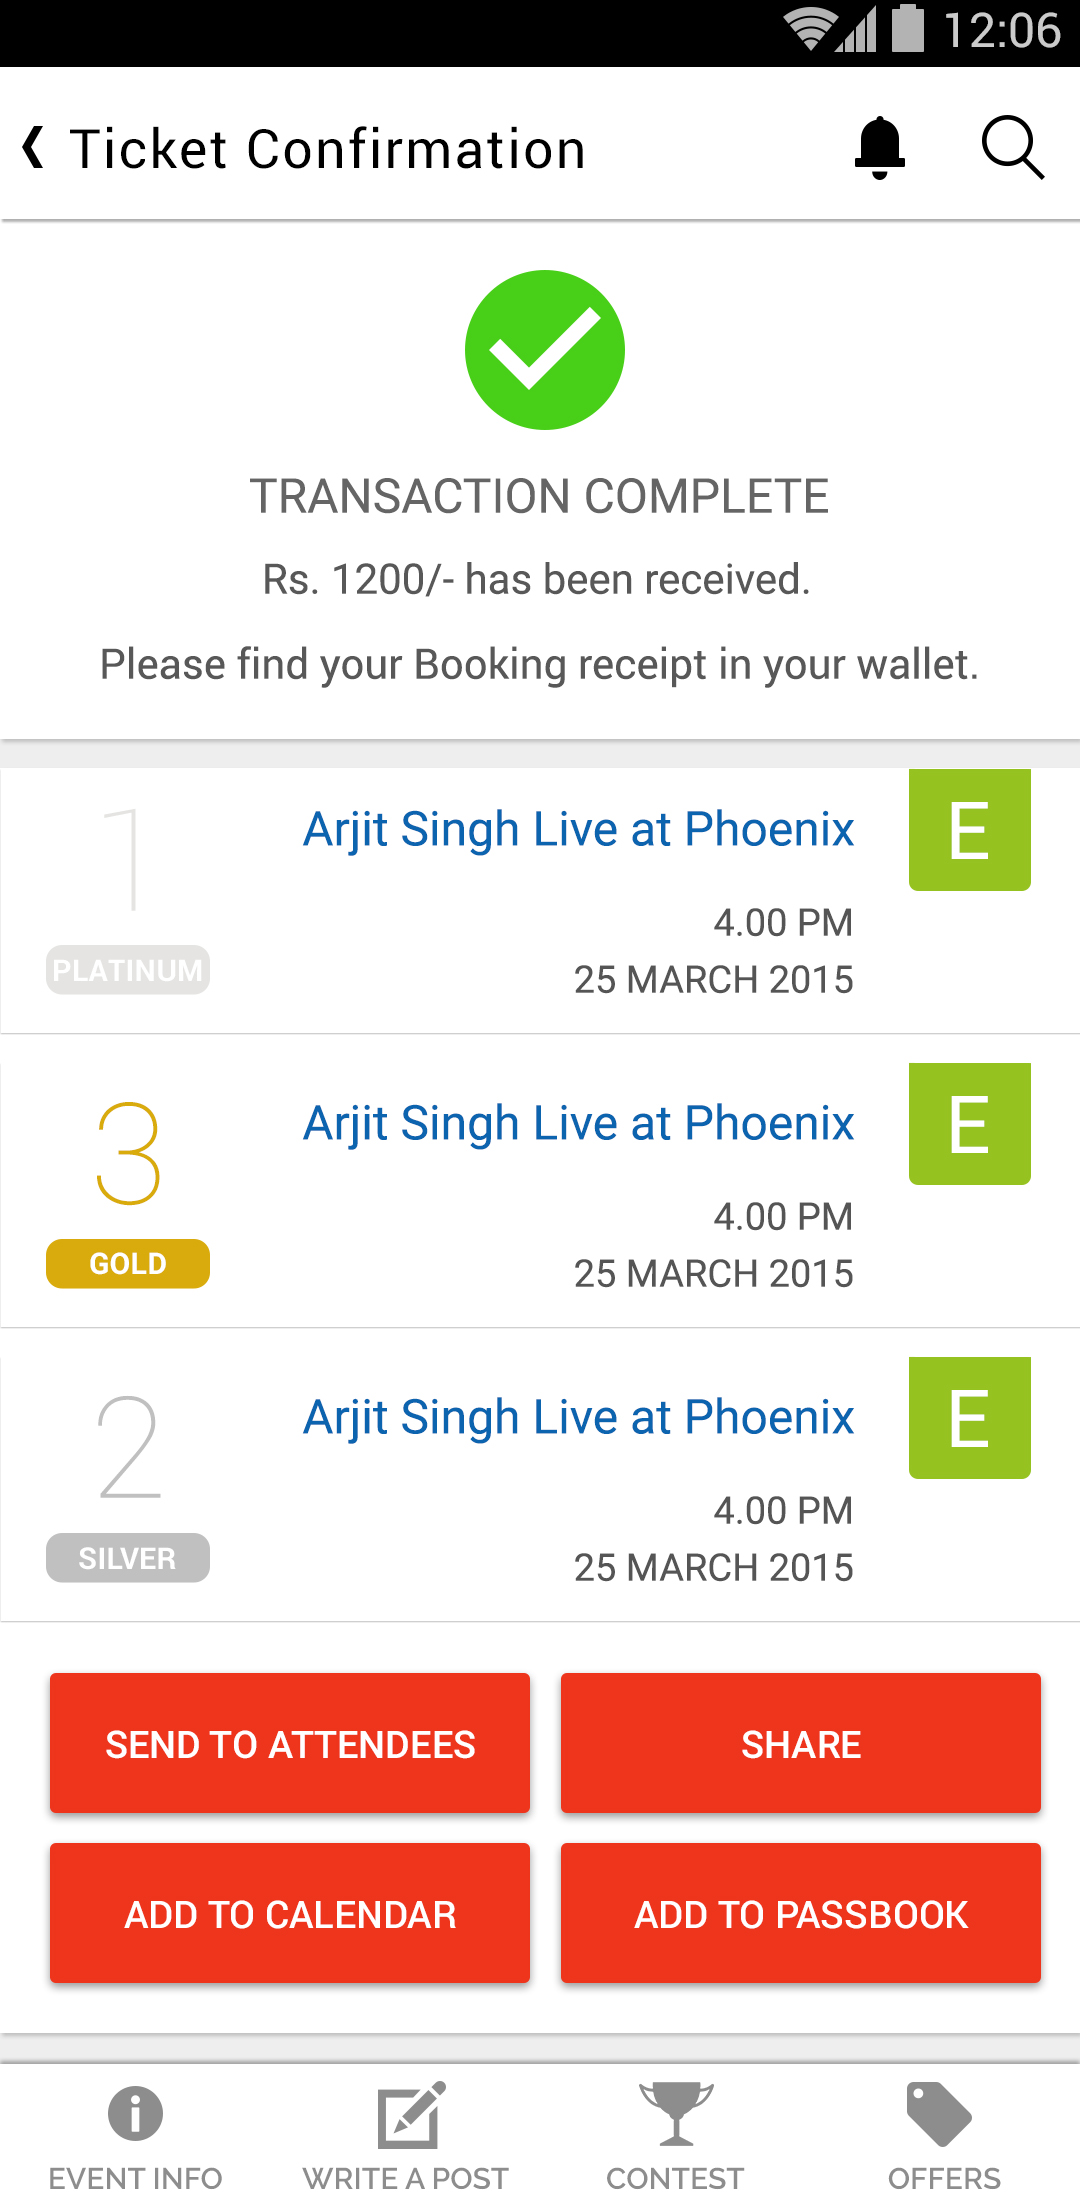 12:06
Ticket Confirmation
TRANSACTION COMPLETE
Rs. 1200/- has been received.
Please find your Booking receipt in your wallet.
1
PLATINUM
Arjit Singh Live at Phoenix
E
4.00 PM
25 MARCH 2015
3
GOLD
Arjit Singh Live at Phoenix
E
4.00 PM
25 MARCH 2015
2
SILVER
Arjit Singh Live at Phoenix
E
4.00 PM
25 MARCH 2015
SEND TO ATTENDEES
SHARE
ADD TO CALENDAR
ADD TO PASSBOOK
EVENT INFO
WRITE A POST
CONTEST
OFFERS